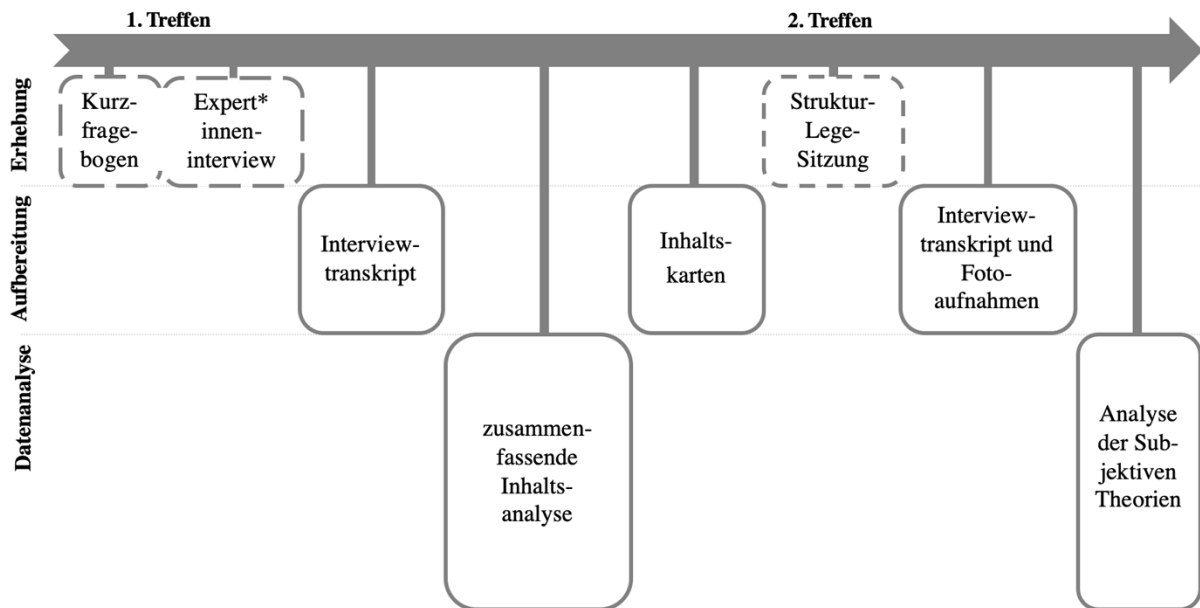 1. Treffen
2. Treffen
Erhebung
Kurz-
frage-
bogen
Expert*
innen-
interview
Struktur-
Lege-
Sitzung
Aufbereitung
Interview-
transkript
Inhalts-
karten
Interview-
transkript und
Foto-
aufnahmen
Datenanalyse
zusammen-
fassende
Inhalts-
analyse
Analyse
der Sub-
jektiven
Theorien